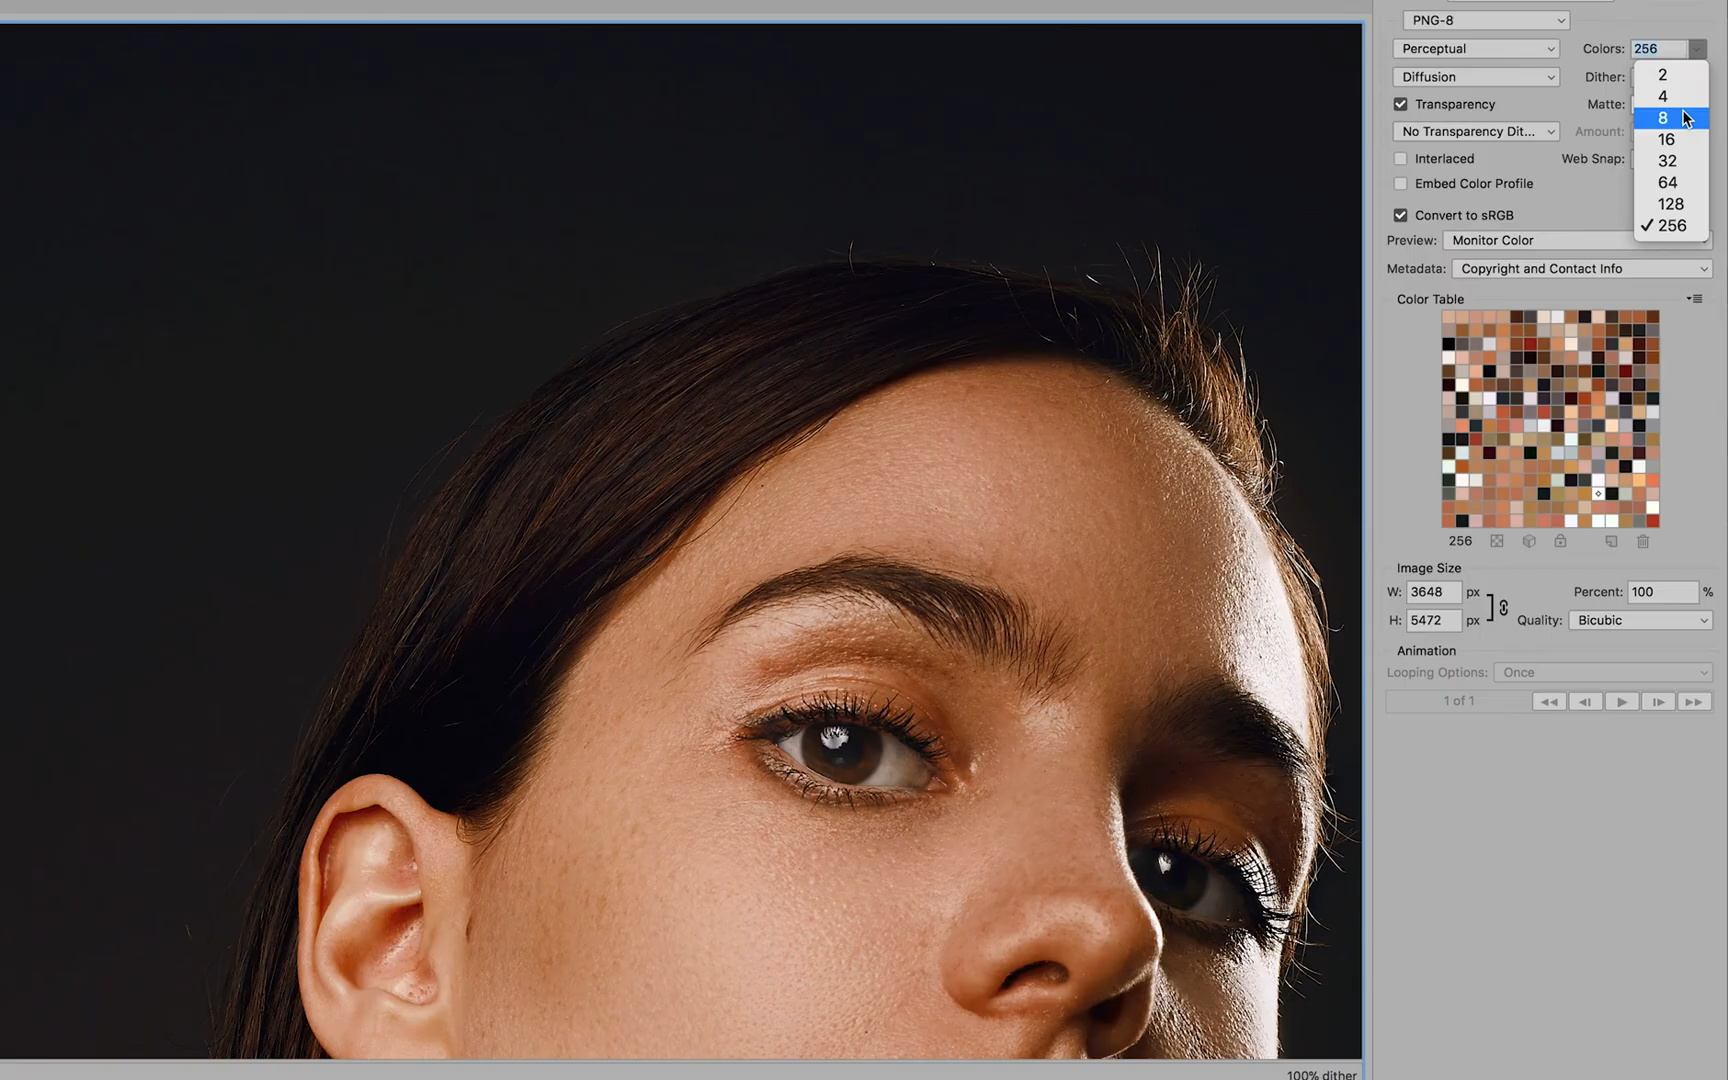 PNG-8
Perceptual Colors: 256
Diffusion Dither:
2
4
8
16
32
64
128
✓ 256
Transparency Matte:
No Transparency Dit... Amount:
Interlaced Web Snap:
Embed Color Profile
Convert to sRGB
Preview: Monitor Color
Metadata: Copyright and Contact Info
Color Table
256
Image Size
W: 3648 px Percent: 100 %
H: 5472 px Quality: Bicubic
Animation
Looping Options: Once
1 of 1
100% dither